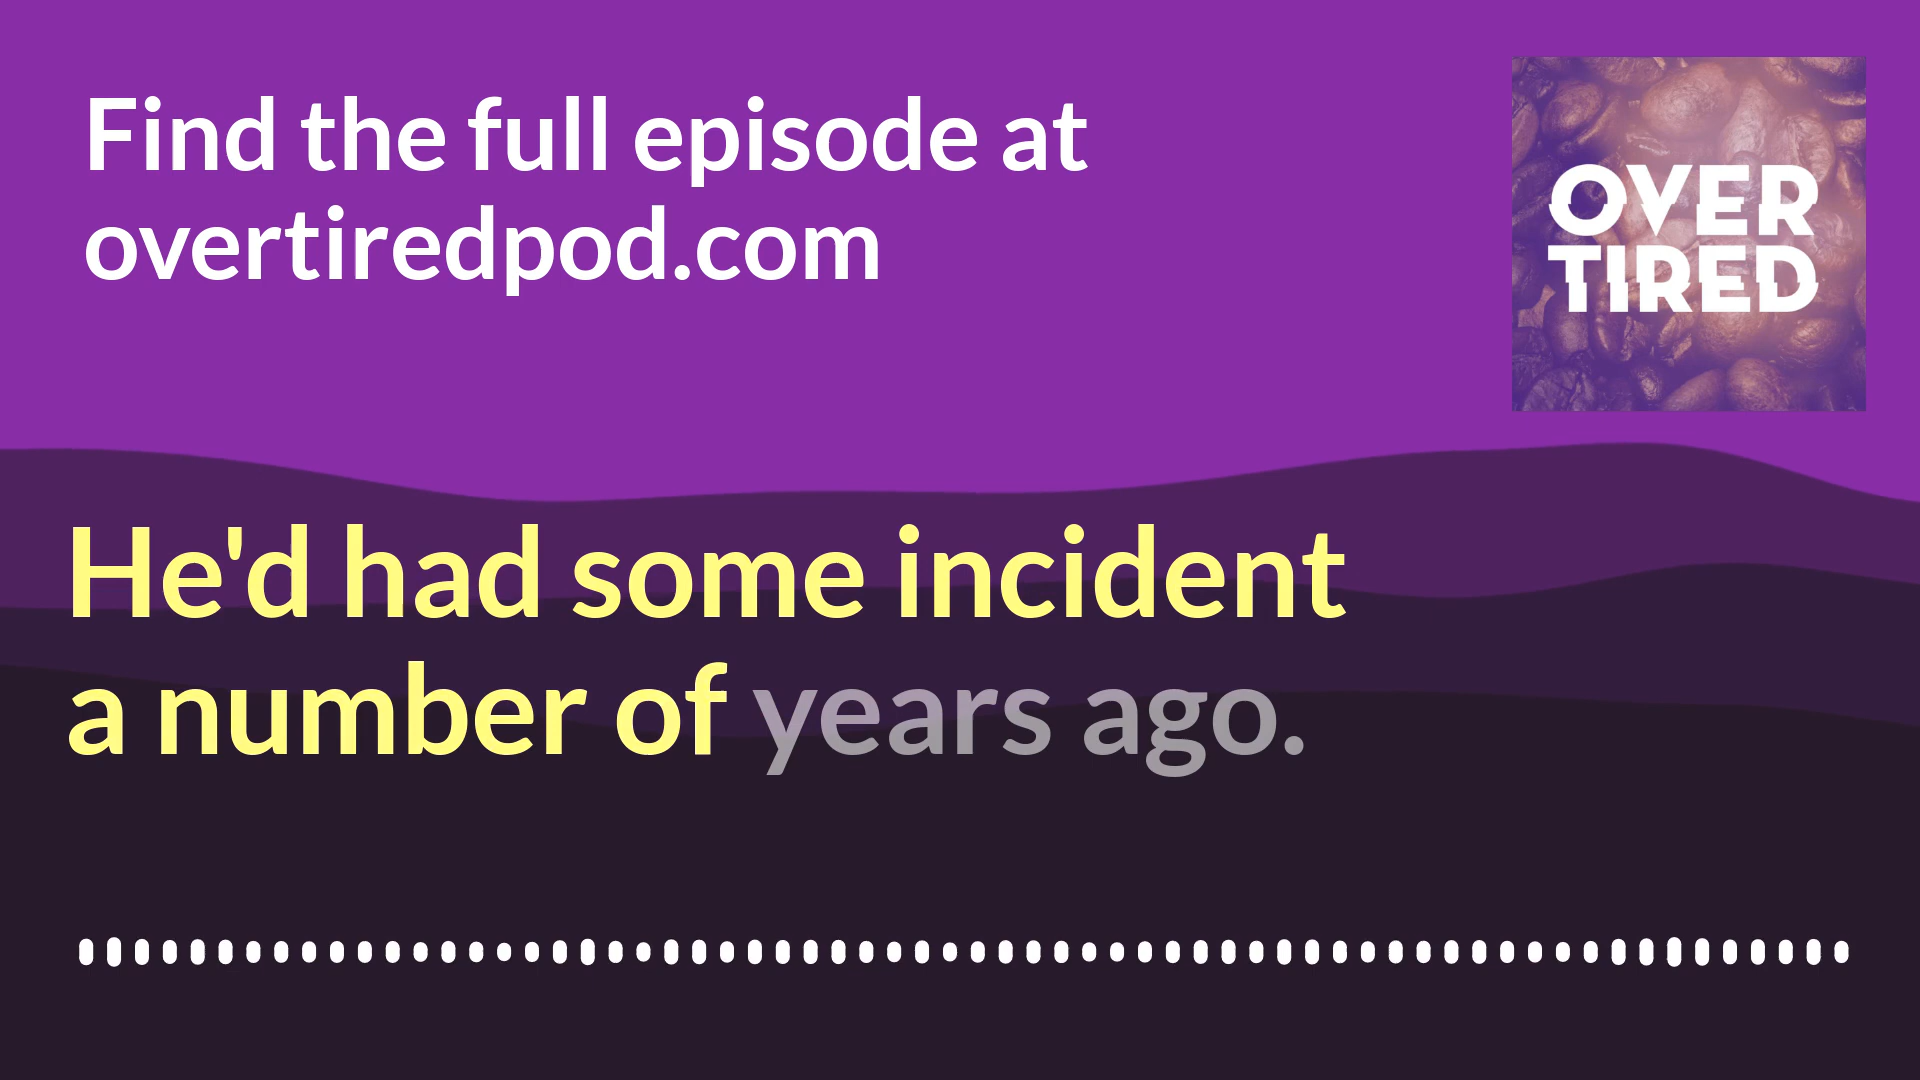 Find the full episode at
overtiredpod.com
OVER
TIRED
He'd had some incident
a number of years ago.